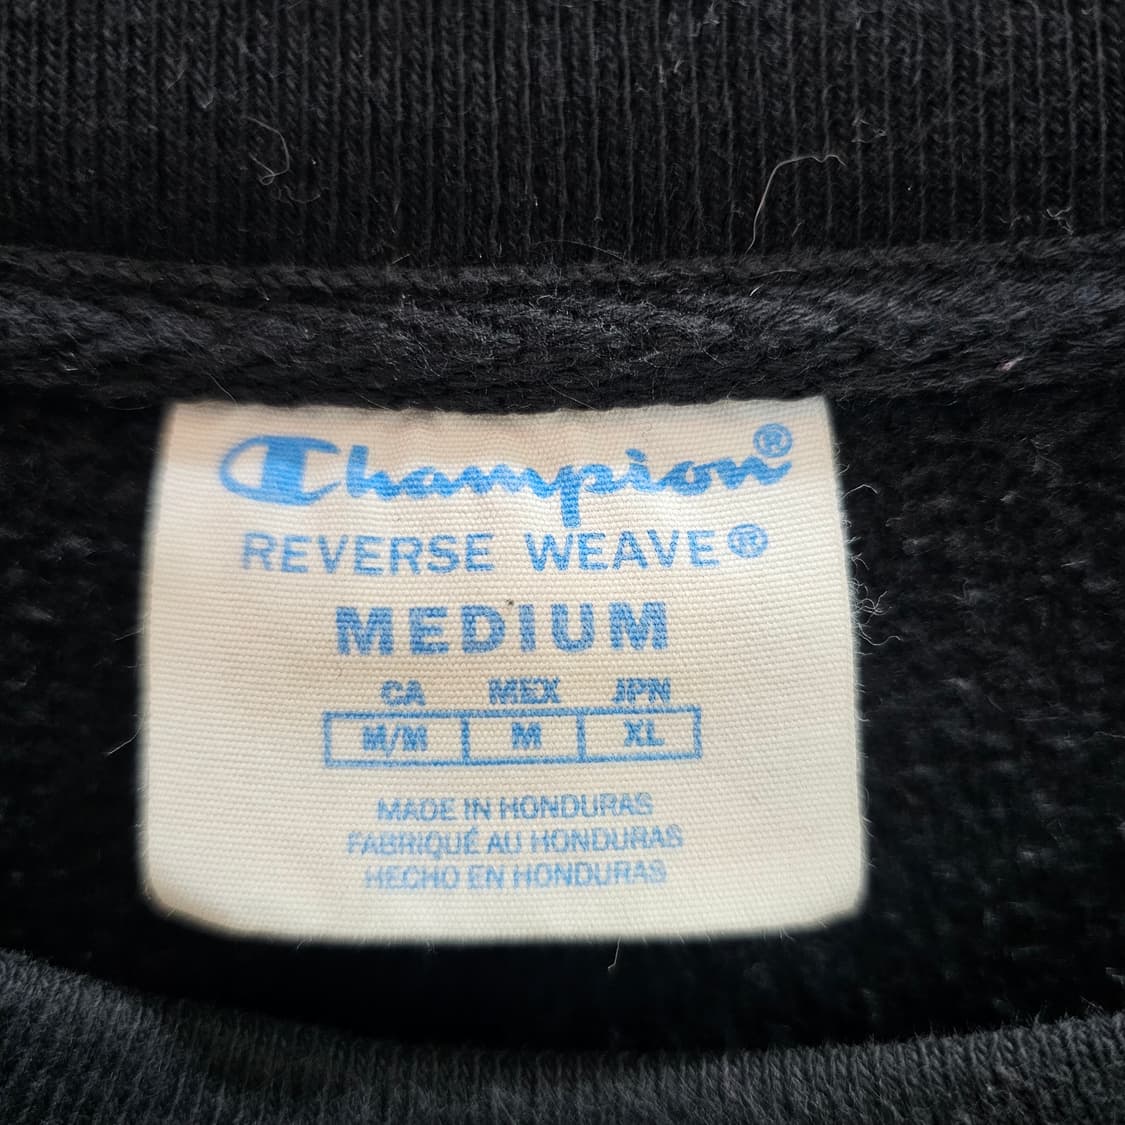 Champion®
REVERSE WEAVE®
MEDIUM
CA MEX JPN
M/M M XL
MADE IN HONDURAS
FABRIQUÉ AU HONDURAS
HECHO EN HONDURAS